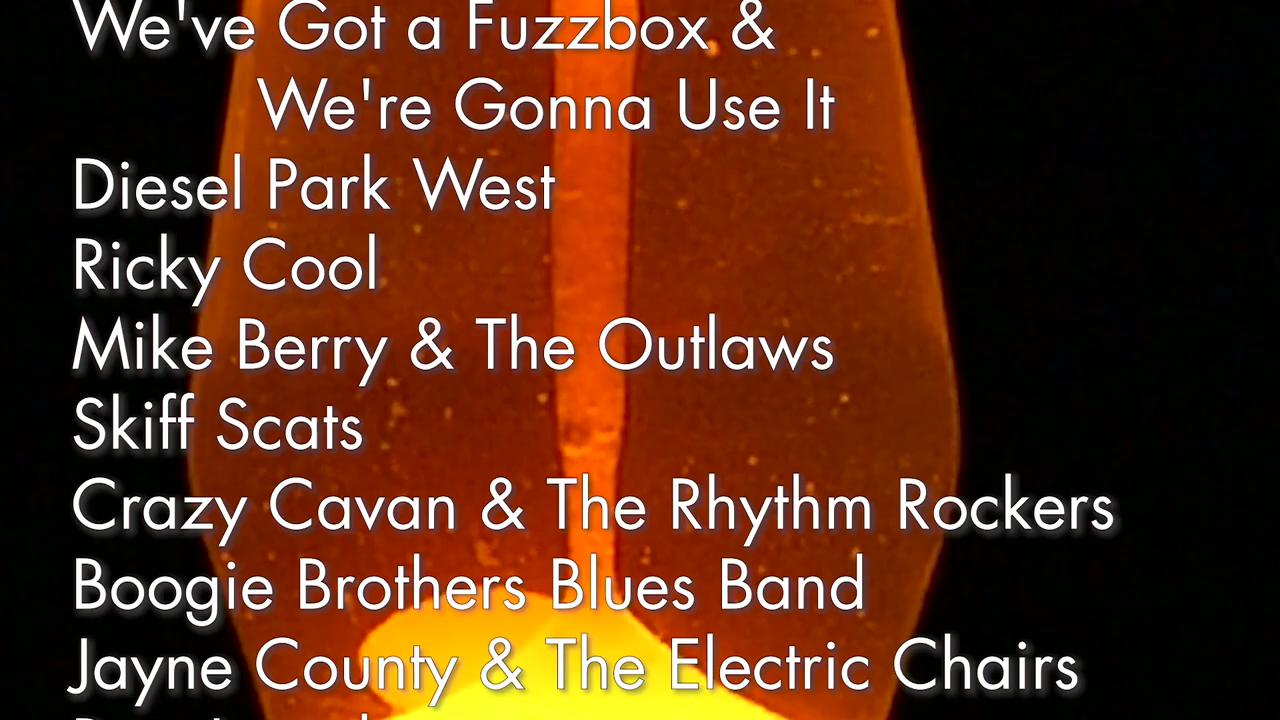 We've Got a Fuzzbox &
We're Gonna Use It
Diesel Park West
Ricky Cool
Mike Berry & The Outlaws
Skiff Scats
Crazy Cavan & The Rhythm Rockers
Boogie Brothers Blues Band
Jayne County & The Electric Chairs